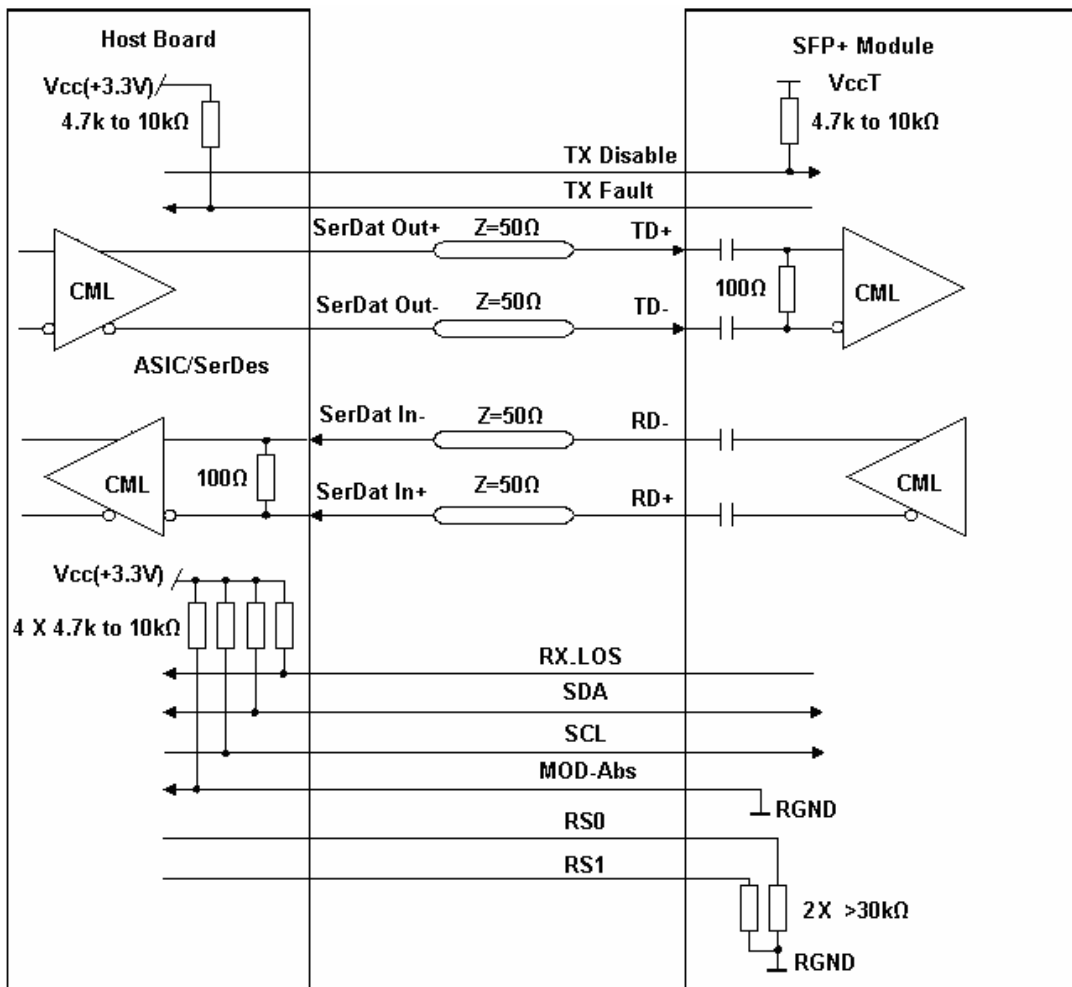 Host Board
SFP+ Module
Vcc(+3.3V)
VccT
4.7k to 10kΩ
4.7k to 10kΩ
TX Disable
TX Fault
SerDat Out+
Z=50Ω
TD+
CML
100Ω
CML
SerDat Out-
Z=50Ω
TD-
ASIC/SerDes
SerDat In-
Z=50Ω
RD-
CML
100Ω
CML
SerDat In+
Z=50Ω
RD+
Vcc(+3.3V)
4 X 4.7k to 10kΩ
RX_LOS
SDA
SCL
MOD-Abs
RGND
RS0
RS1
2X >30kΩ
RGND